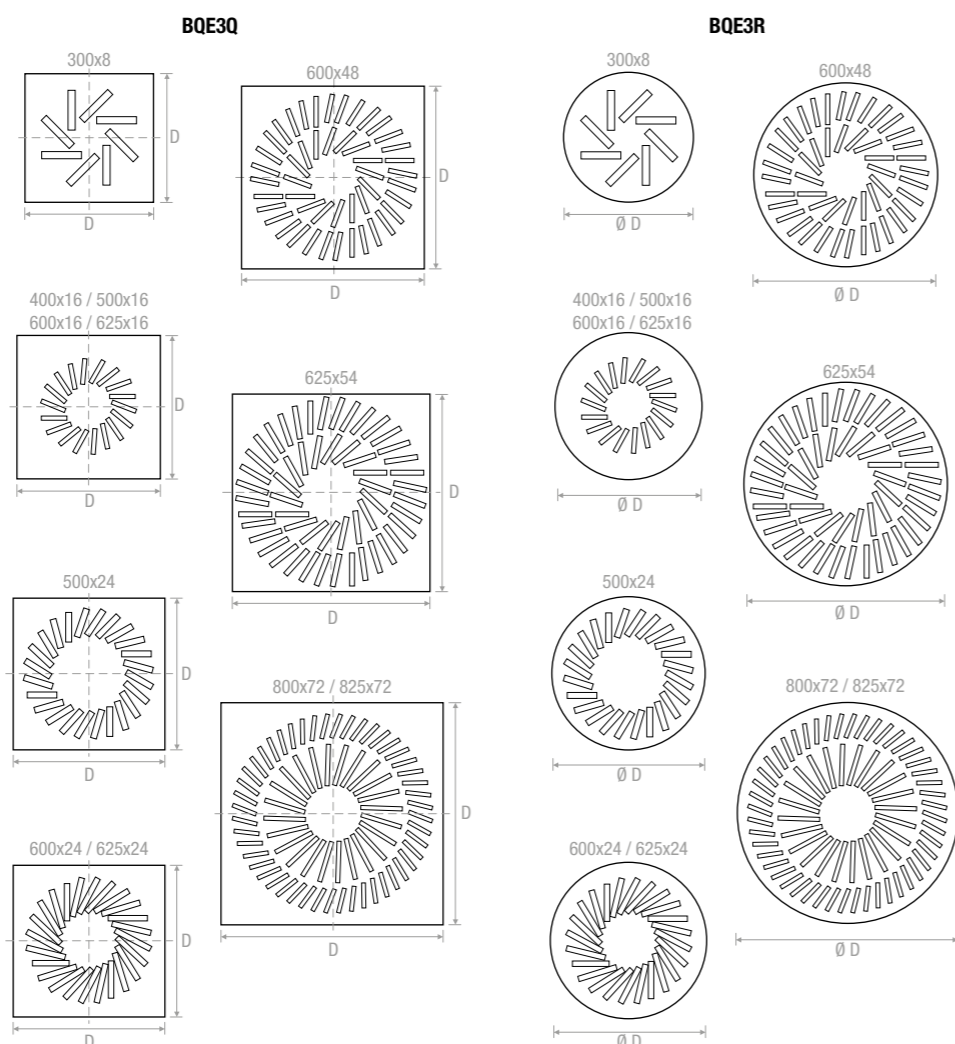 BQE3Q
300x8
D
D
600x48
D
D
400x16 / 500x16
600x16 / 625x16
D
D
625x54
D
D
500x24
D
D
800x72 / 825x72
D
D
600x24 / 625x24
D
D
BQE3R
300x8
Ø D
600x48
Ø D
400x16 / 500x16
600x16 / 625x16
Ø D
625x54
Ø D
500x24
Ø D
800x72 / 825x72
Ø D
600x24 / 625x24
Ø D